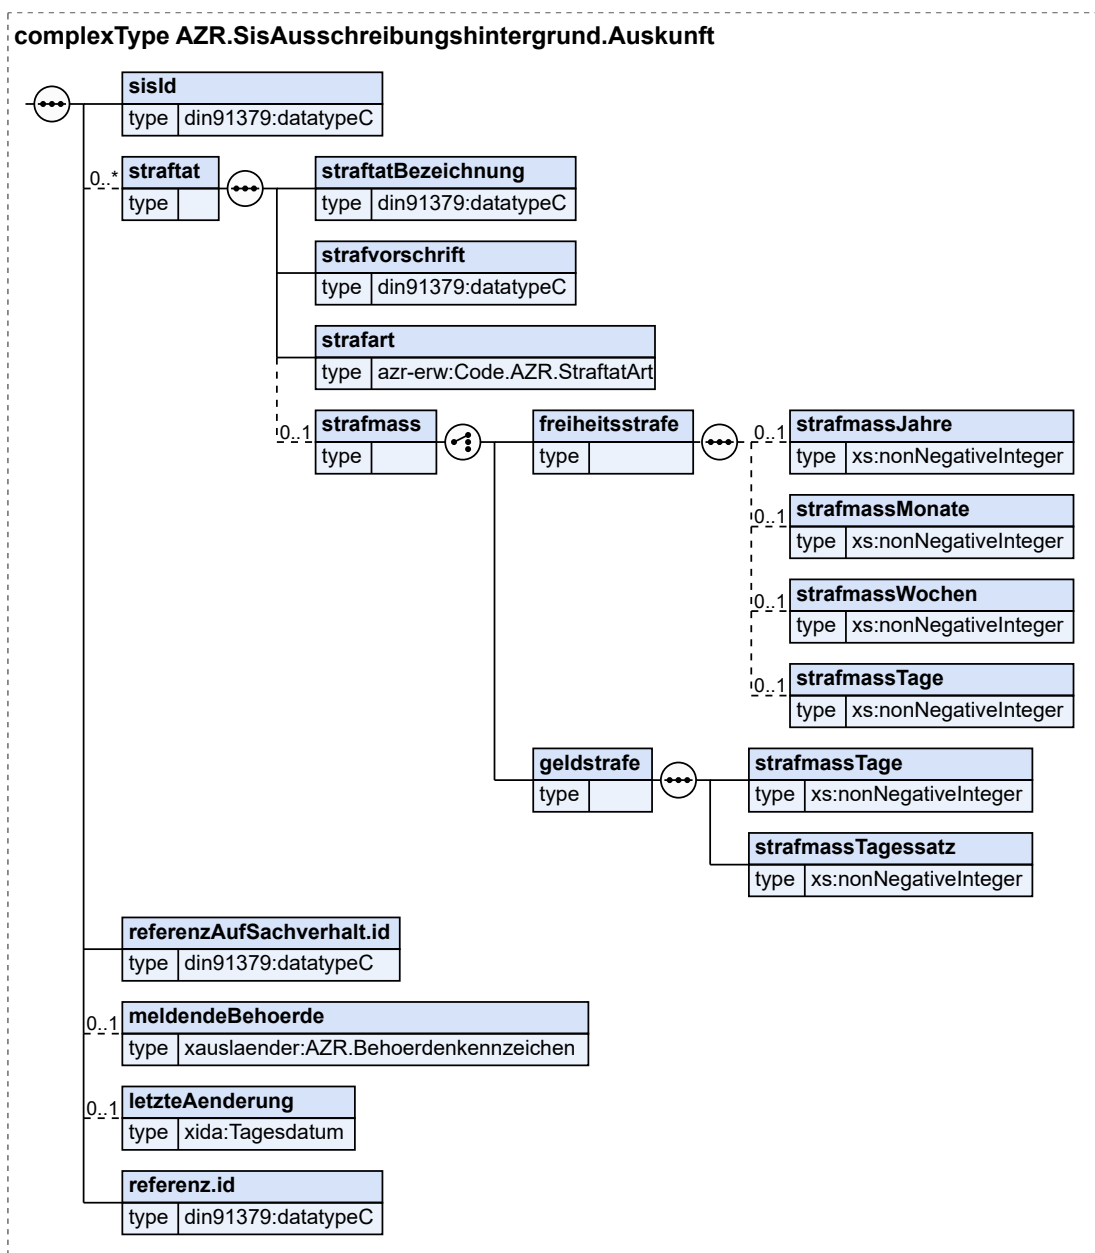 complexType AZR.SisAusschreibungshintergrund.Auskunft
sisId
type din91379:datatypeC
0..* straftat
type
straftatBezeichnung
type din91379:datatypeC
strafvorschrift
type din91379:datatypeC
strafart
type azr-erw:Code.AZR.StraftatArt
0..1 strafmass
type
freiheitsstrafe
type
0..1 strafmassJahre
type xs:nonNegativeInteger
0..1 strafmassMonate
type xs:nonNegativeInteger
0..1 strafmassWochen
type xs:nonNegativeInteger
0..1 strafmassTage
type xs:nonNegativeInteger
geldstrafe
type
strafmassTage
type xs:nonNegativeInteger
strafmassTagessatz
type xs:nonNegativeInteger
referenzAufSachverhalt.id
type din91379:datatypeC
0..1 meldendeBehoerde
type xauslaender:AZR.Behoerdenkennzeichen
0..1 letzteAenderung
type xida:Tagesdatum
referenz.id
type din91379:datatypeC